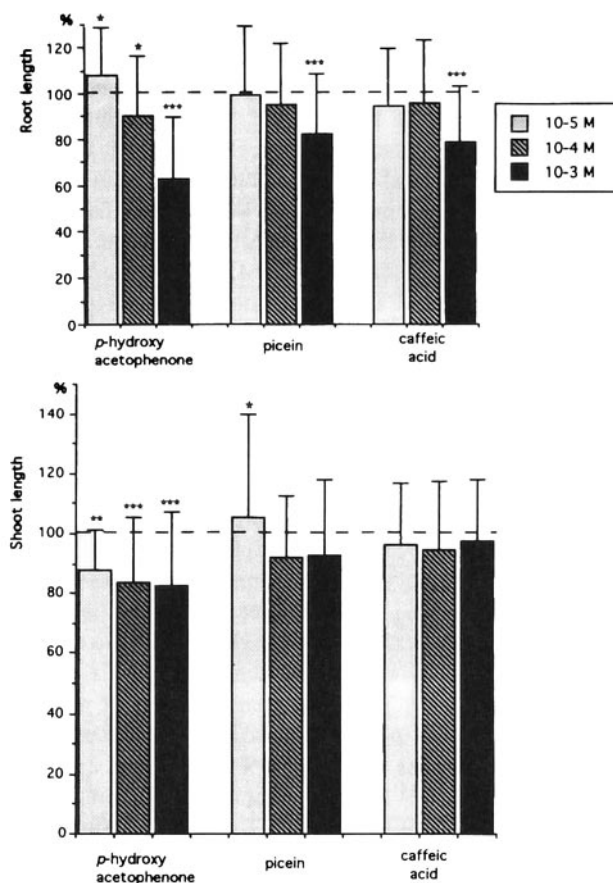 %
* * ***
***
***
Root length
120
100
80
60
40
20
0
p-hydroxy
acetophenone
picein
caffeic
acid
10-5 M
10-4 M
10-3 M
%
Shoot length
140
120
100
80
60
40
20
0
** *** ***
*
p-hydroxy
acetophenone
picein
caffeic
acid